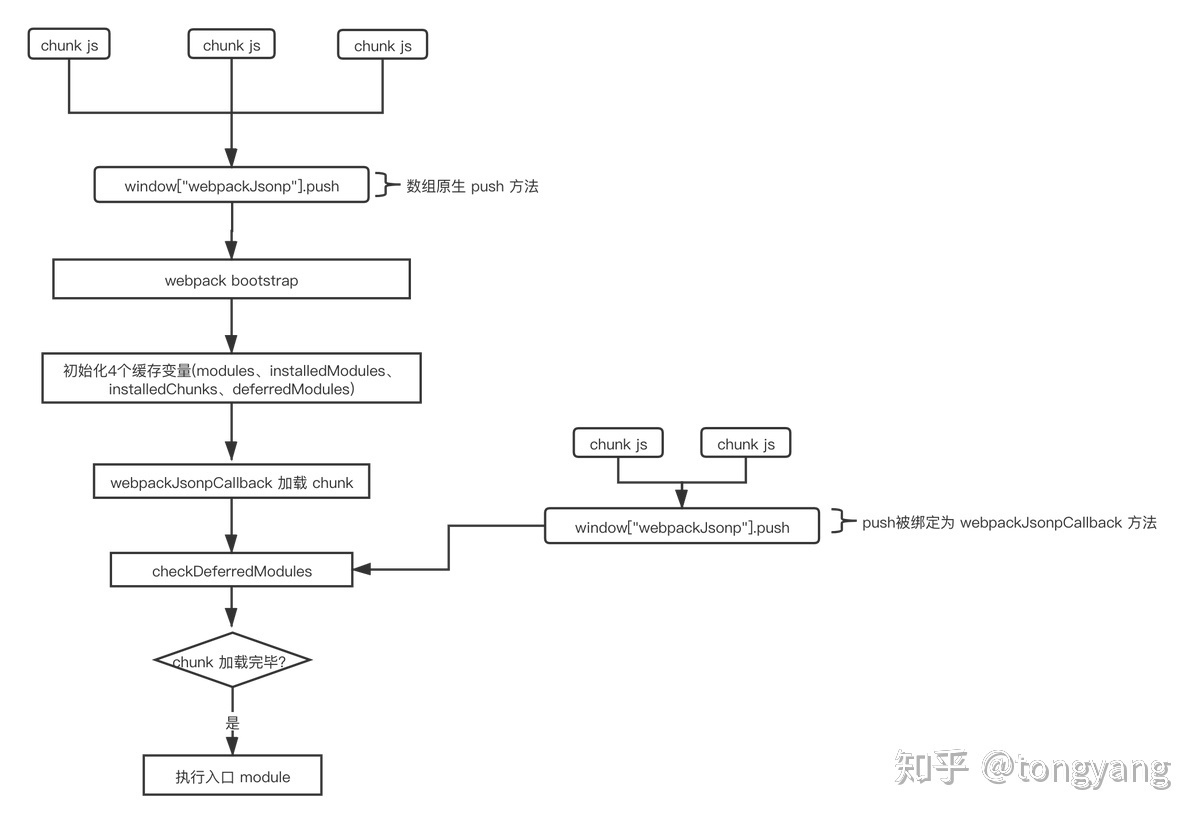 chunk js
chunk js
chunk js
window["webpackJsonp"].push
数组原生 push 方法
webpack bootstrap
初始化4个缓存变量(modules、installedModules、
installedChunks、deferredModules)
chunk js
chunk js
webpackJsonpCallback 加载 chunk
window["webpackJsonp"].push
push被绑定为 webpackJsonpCallback 方法
checkDeferredModules
chunk 加载完毕?
是
执行入口 module
知乎 @tongyang